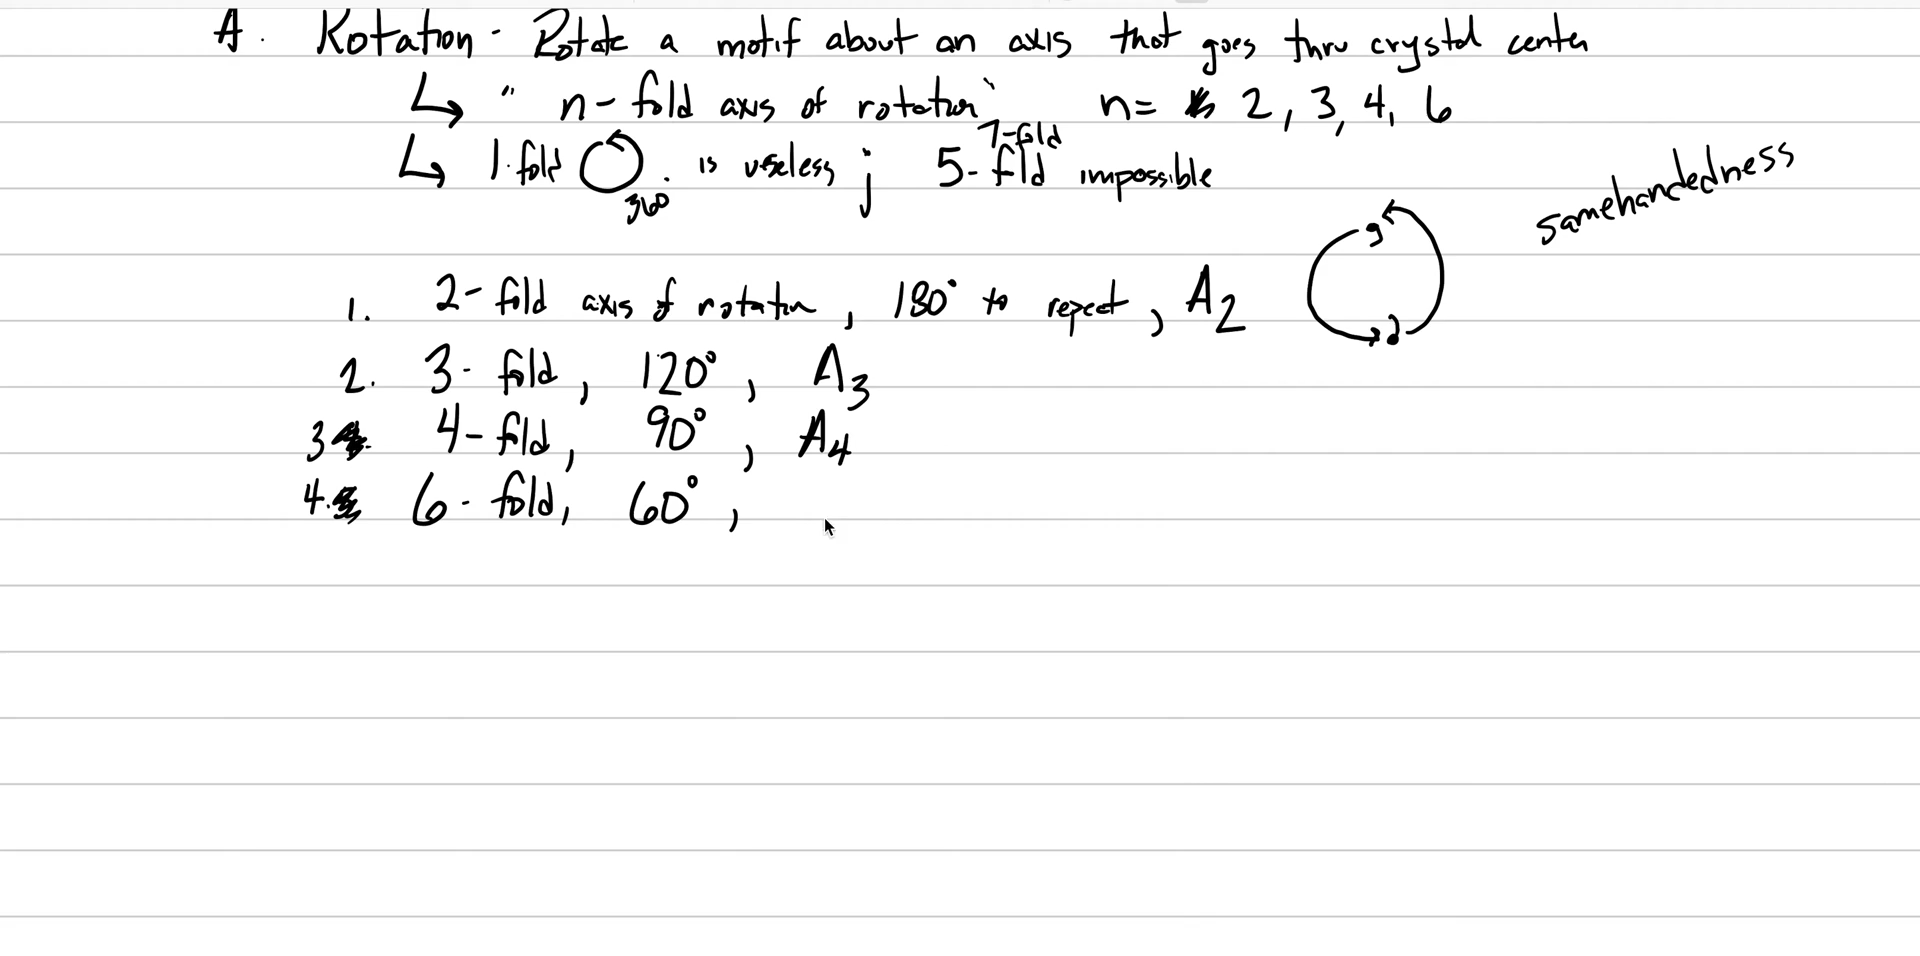 A. Rotation - Rotate a motif about an axis that goes thru crystal center
↳ " n-fold axis of rotation" n= 2, 3, 4, 6
7-fold
↳ 1-fold is useless; 5-fld impossible
360°
samehandedness
1. 2-fold axis of rotation, 180° to repeat, A2
2. 3-fold, 120°, A3
3 4-fld, 90°, A4
4. 6-fold, 60°,